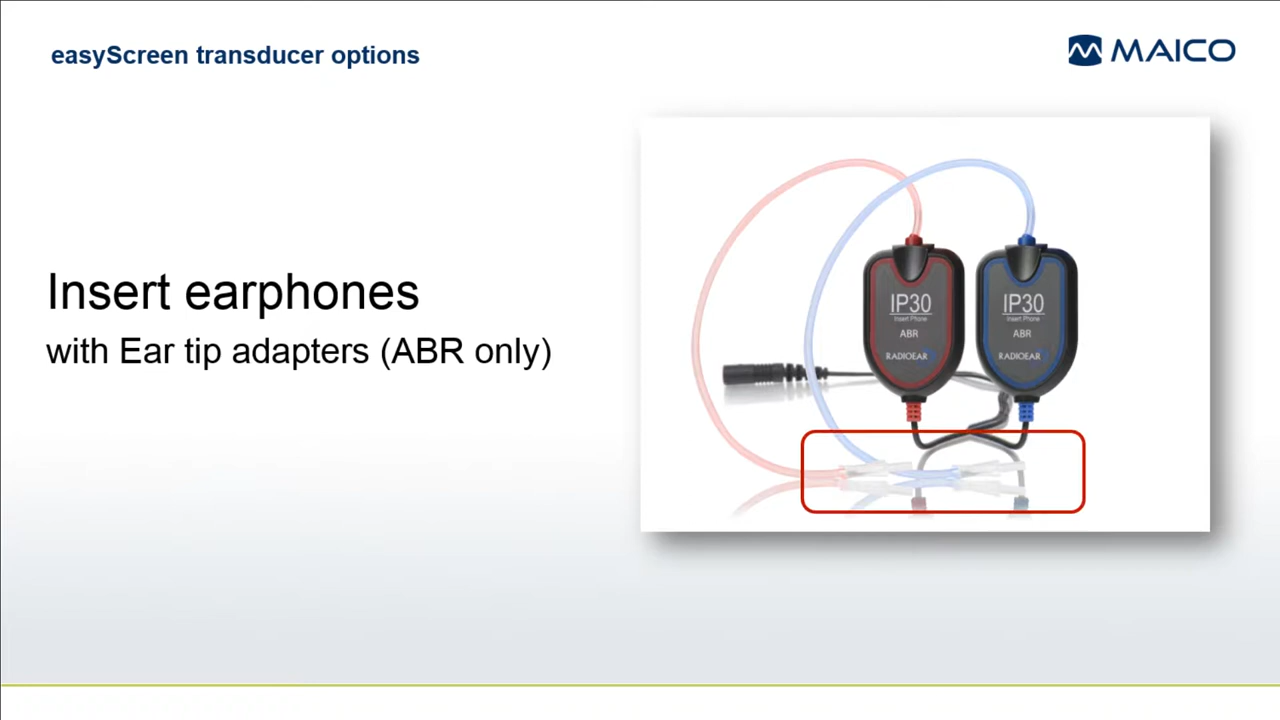 easyScreen transducer options
MAICO
Insert earphones
with Ear tip adapters (ABR only)
IP30
Insert Phone
ABR
RADIOEAR
IP30
Insert Phone
ABR
RADIOEAR